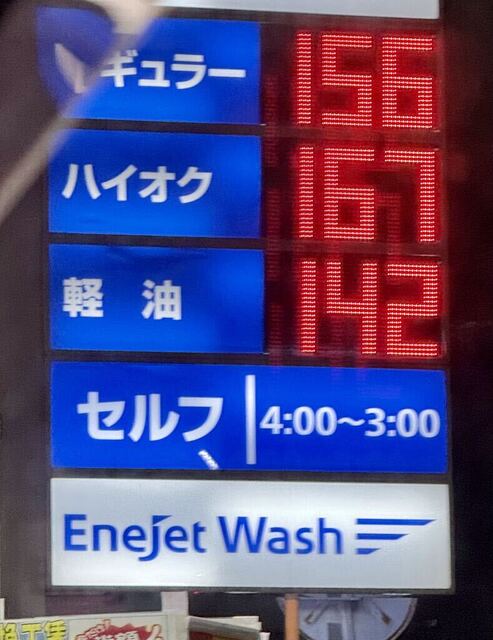 レギュラー 156
ハイオク 167
軽 油 142
セルフ 4:00～3:00
EneJet Wash